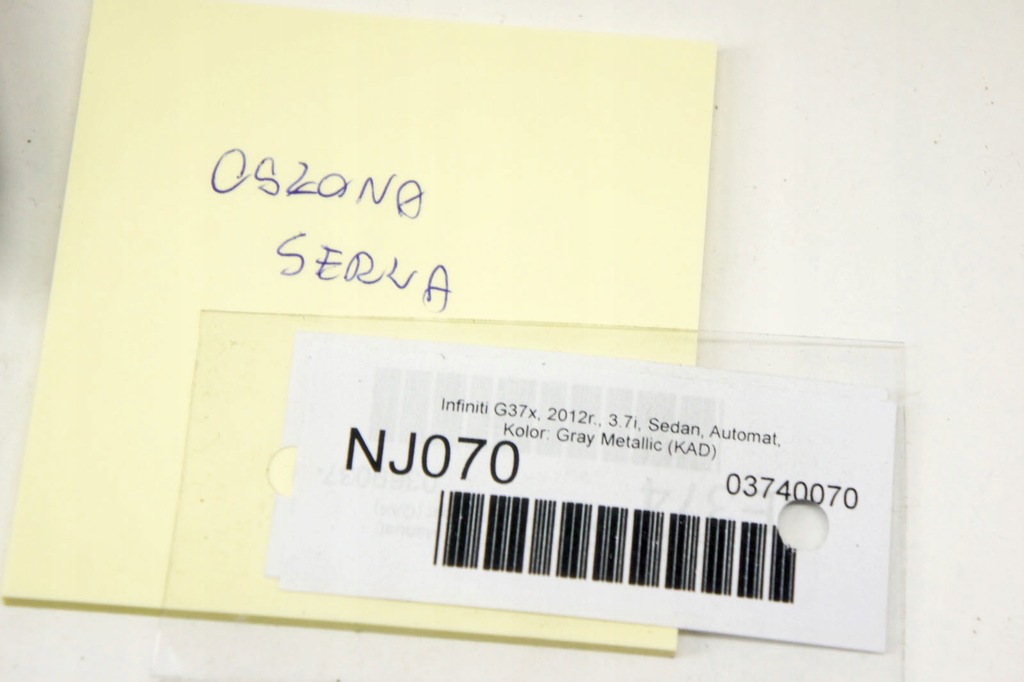 OSŁONA
SERWA
Infiniti G37x, 2012r., 3.7i, Sedan, Automat,
Kolor: Gray Metallic (KAD)
NJ070
03740070